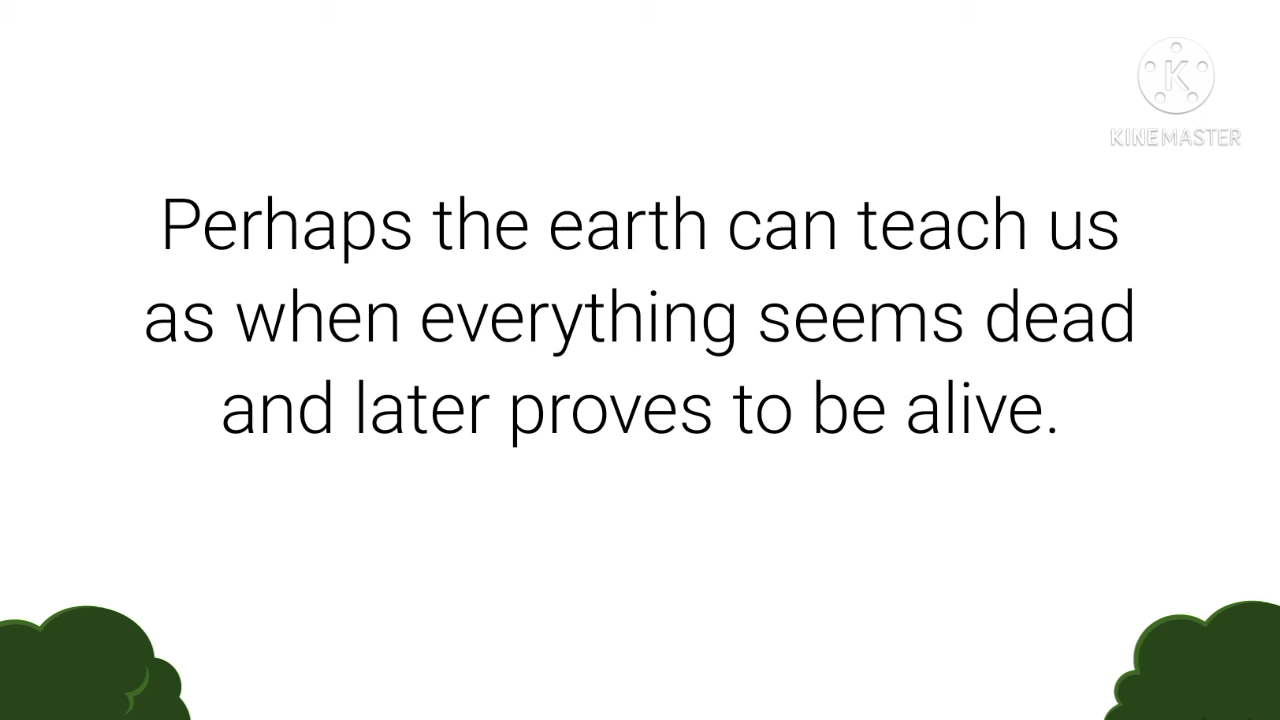 K
KINEMASTER
Perhaps the earth can teach us
as when everything seems dead
and later proves to be alive.